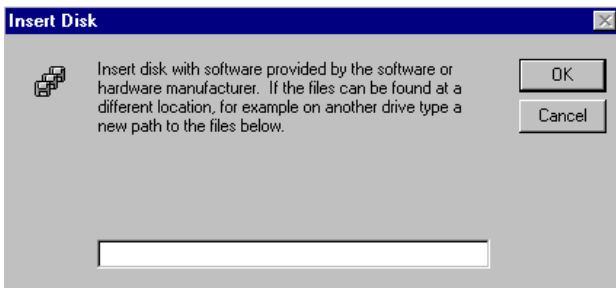 Insert Disk
Insert disk with software provided by the software or
hardware manufacturer.  If the files can be found at a
different location, for example on another drive type a
new path to the files below.
OK
Cancel